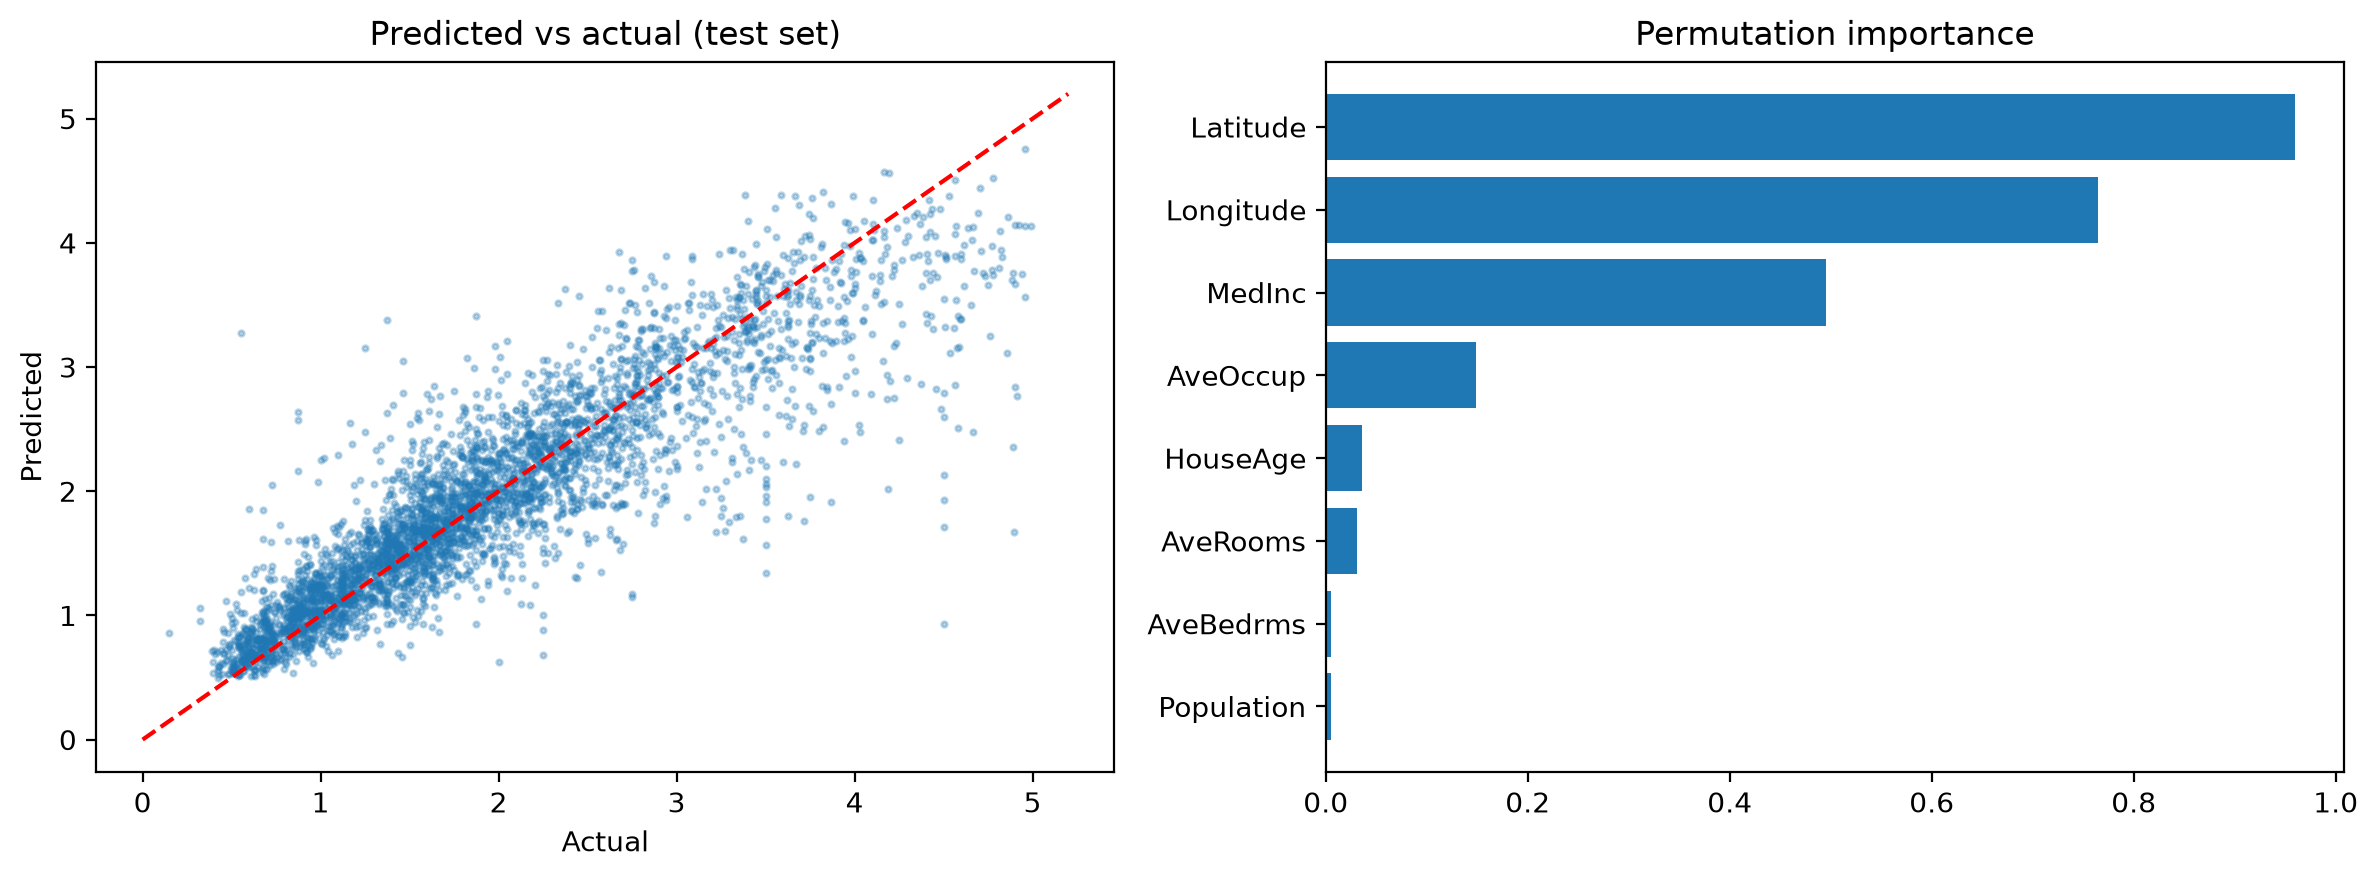 Predicted vs actual (test set)
Predicted
5
4
3
2
1
0
0 1 2 3 4 5
Actual
Permutation importance
Latitude
Longitude
MedInc
AveOccup
HouseAge
AveRooms
AveBedrms
Population
0.0 0.2 0.4 0.6 0.8 1.0